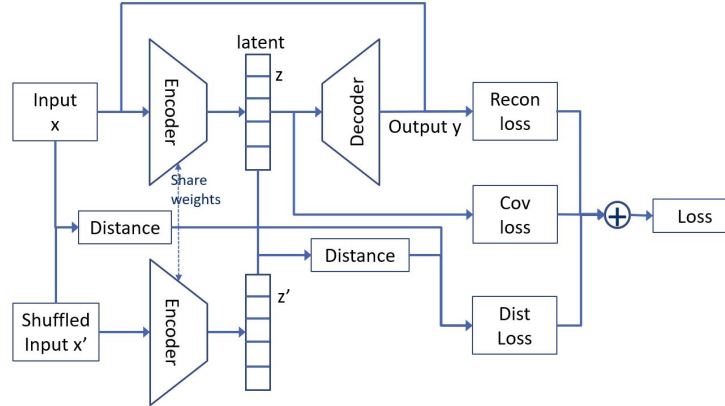 latent
z
Input
x
Encoder
Decoder
Output y
Recon
loss
Share
weights
Distance
Cov
loss
Loss
Distance
Shuffled
Input x’
Encoder
z’
Dist
Loss